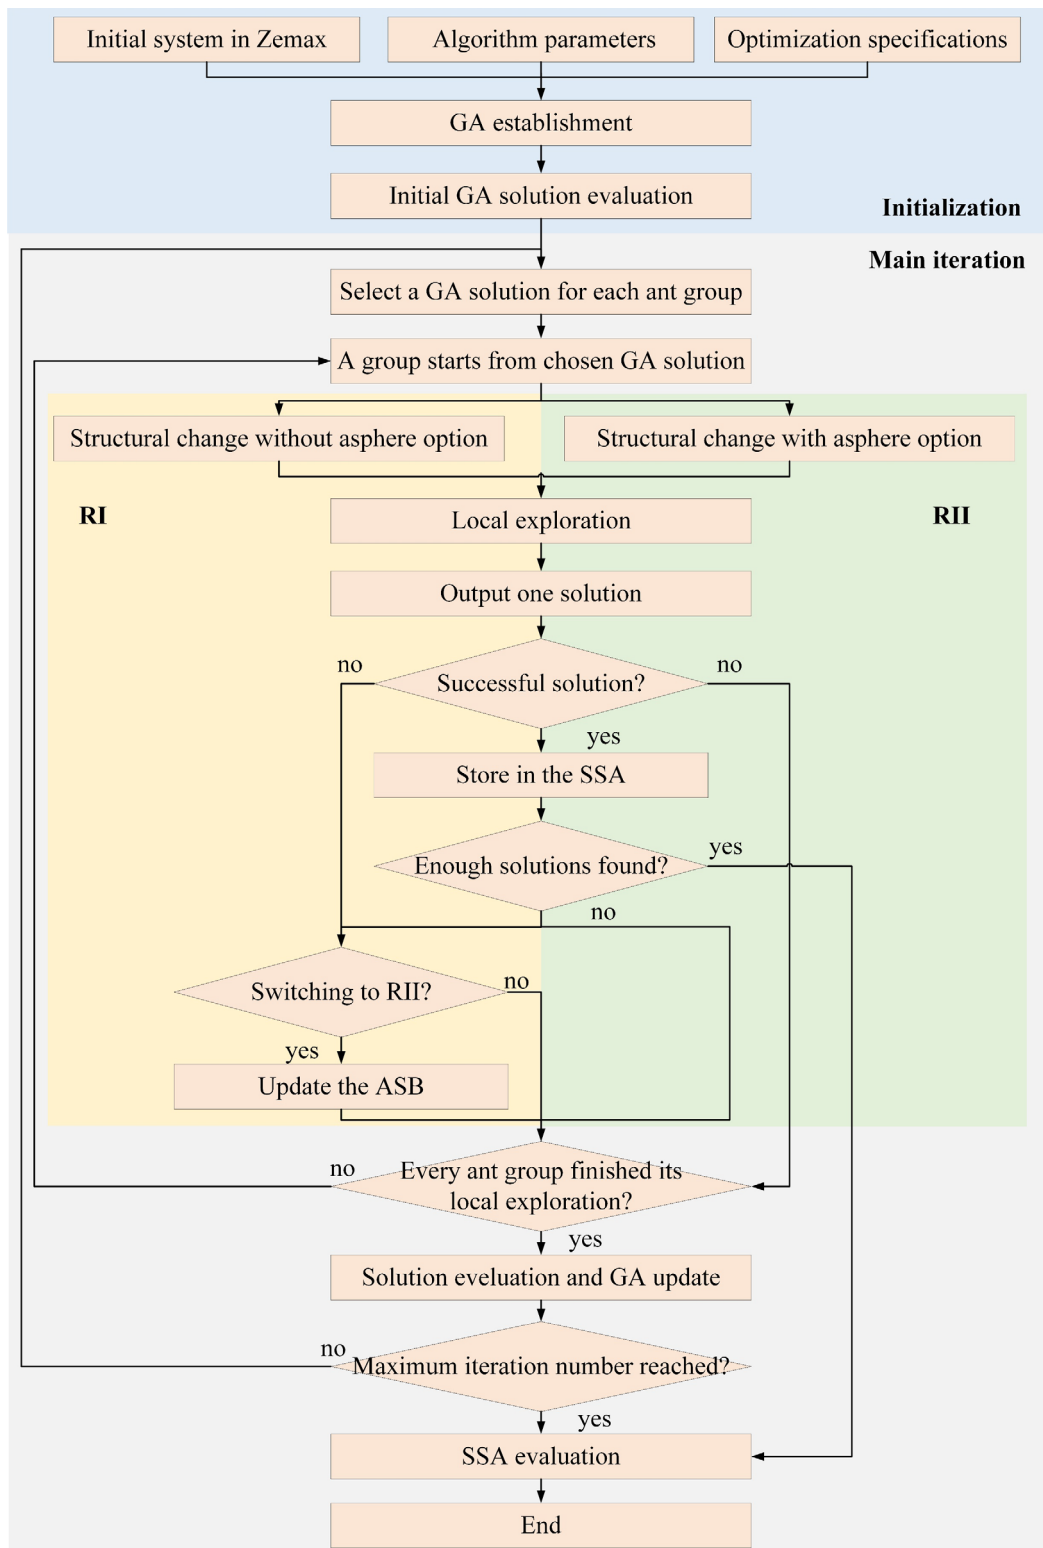 Initial system in Zemax
Algorithm parameters
Optimization specifications
GA establishment
Initial GA solution evaluation
Initialization
Main iteration
Select a GA solution for each ant group
A group starts from chosen GA solution
Structural change without asphere option
Structural change with asphere option
RI
Local exploration
RII
Output one solution
no
Successful solution?
no
yes
Store in the SSA
Enough solutions found?
yes
no
Switching to RII?
no
yes
Update the ASB
no
Every ant group finished its
local exploration?
yes
Solution eveluation and GA update
no
Maximum iteration number reached?
yes
SSA evaluation
End